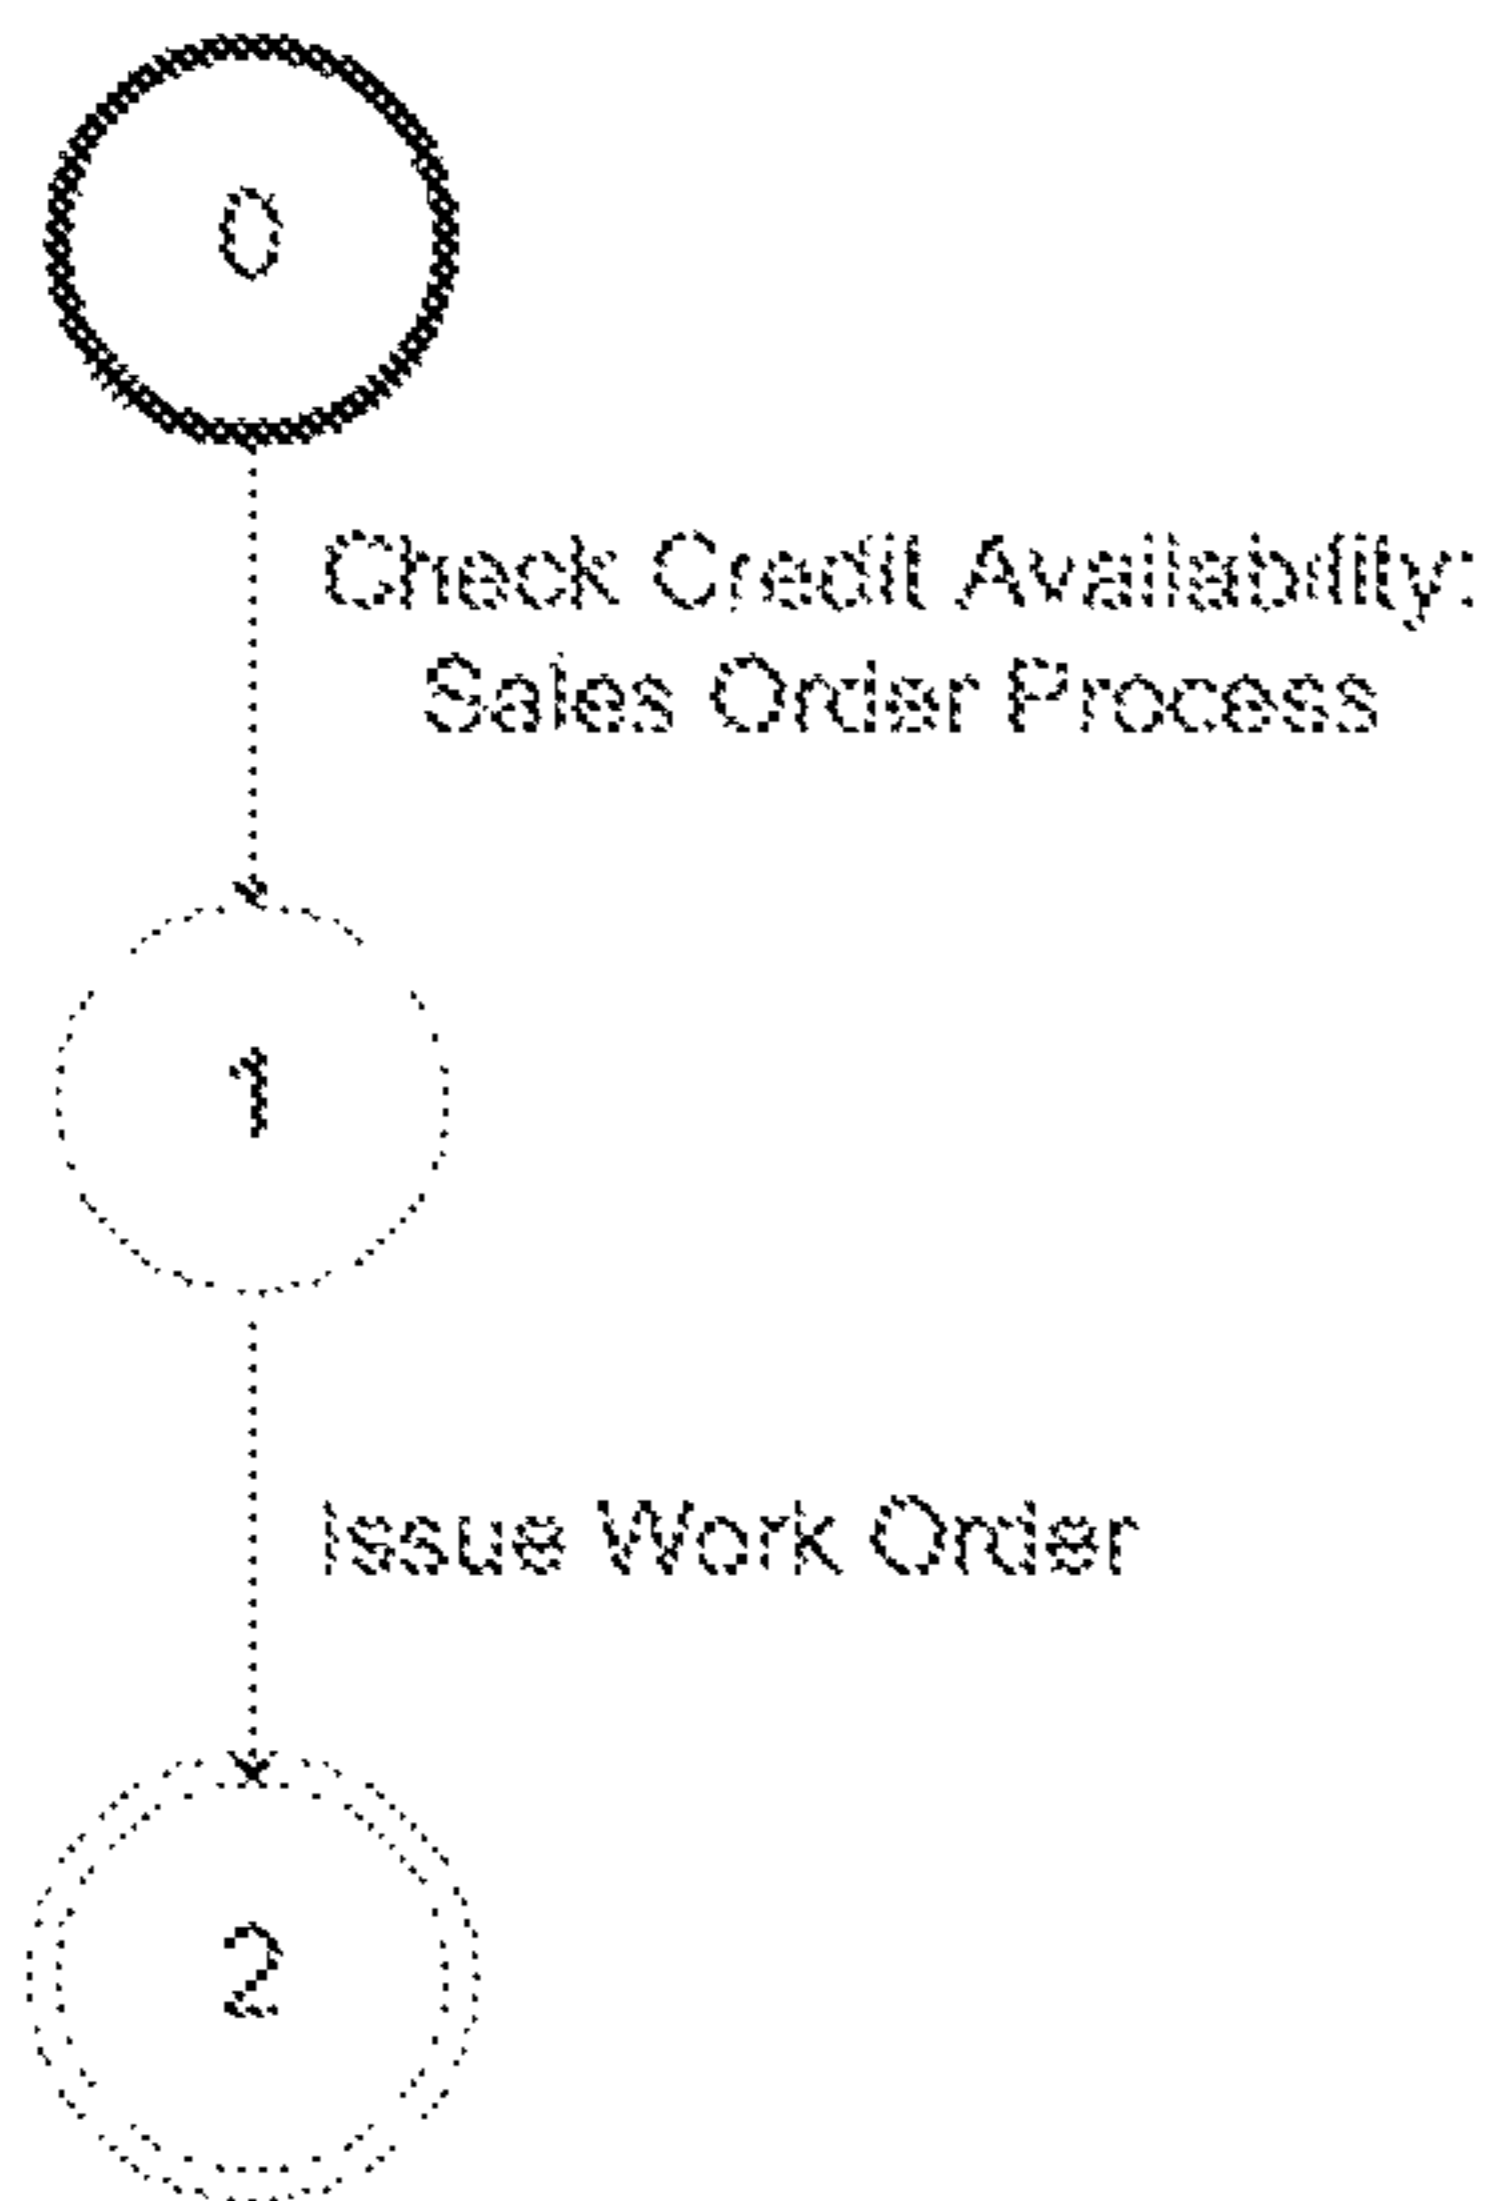 0
Check Credit Availability:
Sales Order Process
1
Issue Work Order
2